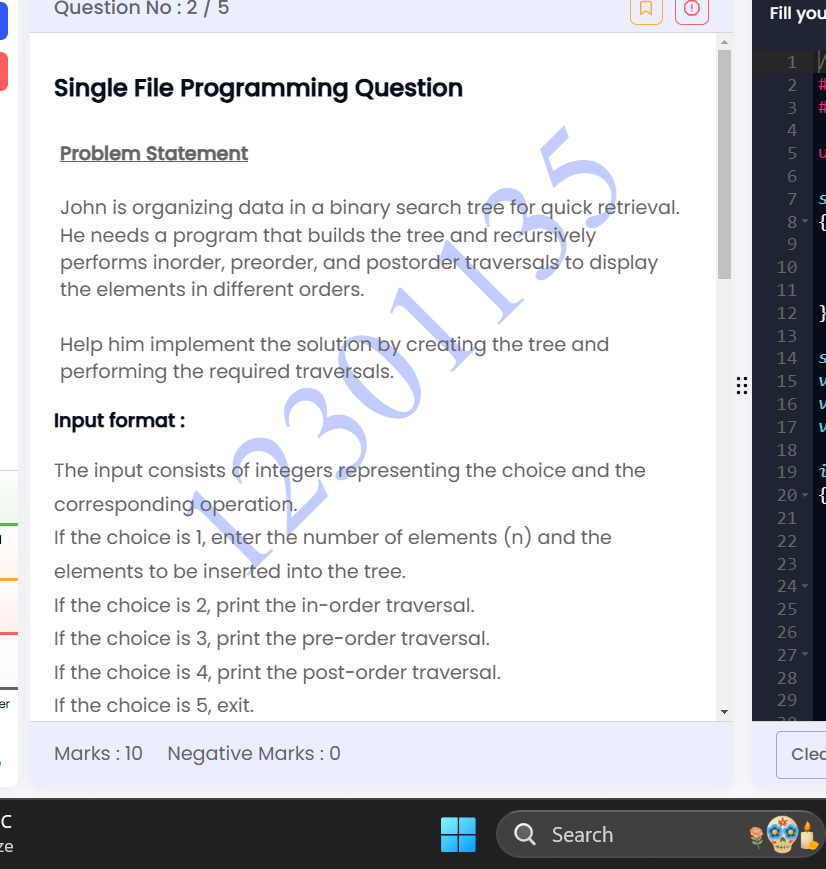 Question No : 2 / 5
Fill you
Single File Programming Question
Problem Statement
John is organizing data in a binary search tree for quick retrieval.
He needs a program that builds the tree and recursively
performs inorder, preorder, and postorder traversals to display
the elements in different orders.
Help him implement the solution by creating the tree and
performing the required traversals.
Input format :
The input consists of integers representing the choice and the
corresponding operation.
If the choice is 1, enter the number of elements (n) and the
elements to be inserted into the tree.
If the choice is 2, print the in-order traversal.
If the choice is 3, print the pre-order traversal.
If the choice is 4, print the post-order traversal.
If the choice is 5, exit.
12301135
Marks : 10 Negative Marks : 0
1 /
2 #
3 #
4
5 u
6
7 s
8 {
9
10
11
12 }
13
14 s
15 v
16 v
17 v
18
19 i
20 {
21
22
23
24
25
26
27
28
29
Clea
er
C
ze
Search